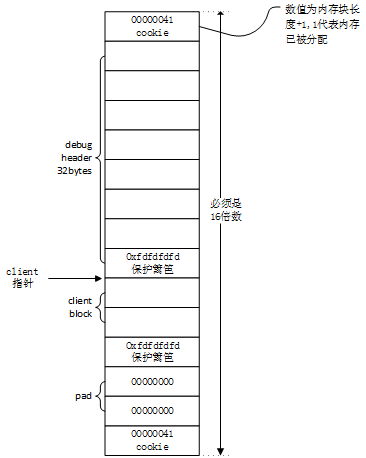 00000041
cookie
数值为内存块长
度+1,1代表内存
已被分配
debug
header
32bytes
必须是
16倍数
0xfdfdfdfd
保护篱笆
client
指针
client
block
0xfdfdfdfd
保护篱笆
pad
00000000
00000000
00000041
cookie